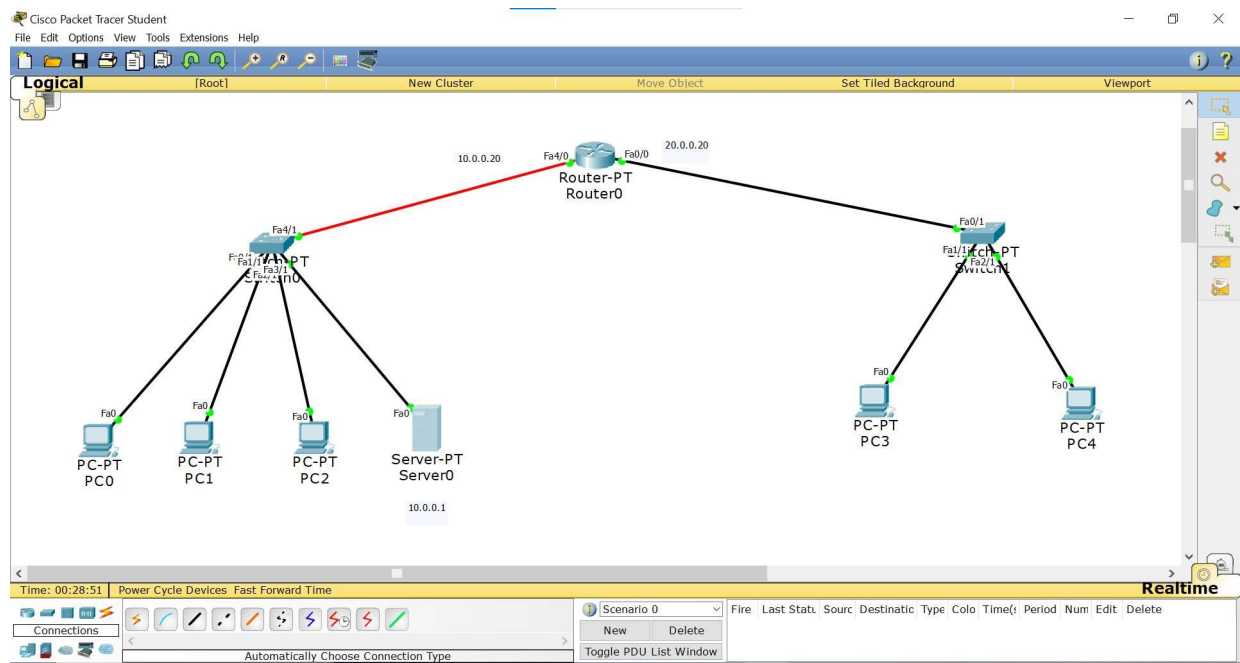 Cisco Packet Tracer Student
File Edit Options View Tools Extensions Help
Logical [Root] New Cluster Move Object Set Tiled Background Viewport
10.0.0.20 Fa4/0 Fa0/0 20.0.0.20
Router-PT
Router0
Fa4/1
Fa0/1
Fa1/1
Fa3/1
Fa1/1
Fa2/1
Switch1
Fa0 Fa0 Fa0 Fa0
PC-PT
PC0
PC-PT
PC1
PC-PT
PC2
Server-PT
Server0
10.0.0.1
Fa0
PC-PT
PC3
Fa0
PC-PT
PC4
Time: 00:28:51 Power Cycle Devices Fast Forward Time Realtime
Connections
Automatically Choose Connection Type
Scenario 0
New Delete
Toggle PDU List Window
Fire Last Statu Sourc Destinatic Type Colo Time(s Period Num Edit Delete